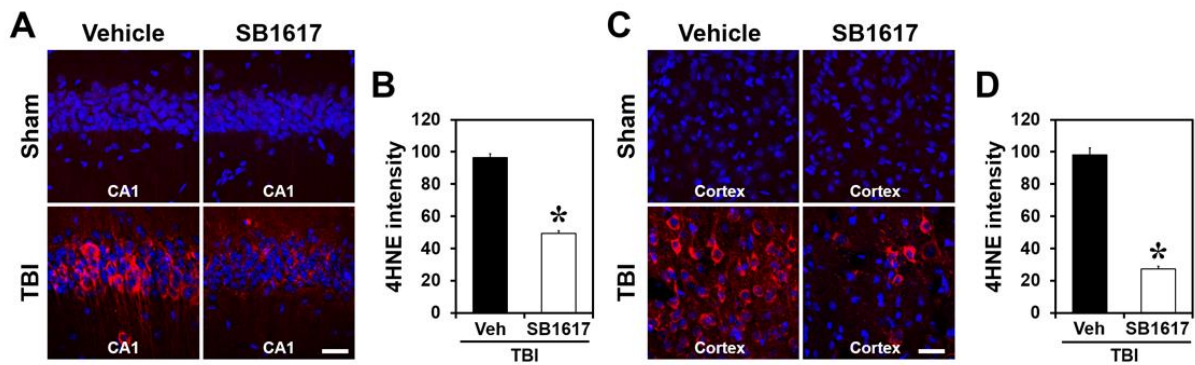 A
Vehicle SB1617
Sham
CA1 CA1
TBI
CA1 CA1
B
4HNE intensity
120
100
80
60
40
20
0
*
Veh SB1617
TBI
C
Vehicle SB1617
Sham
Cortex Cortex
TBI
Cortex Cortex
D
4HNE intensity
120
100
80
60
40
20
0
*
Veh SB1617
TBI